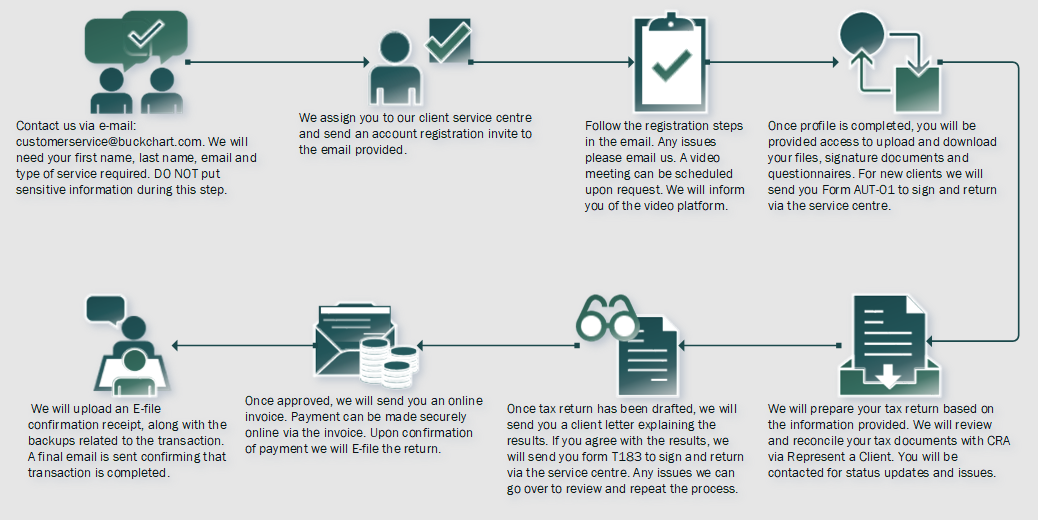 Contact us via e-mail:
customerservice@buckchart.com. We will
need your first name, last name, email and
type of service required. DO NOT put
sensitive information during this step.
We assign you to our client service centre
and send an account registration invite to
the email provided.
Follow the registration steps
in the email. Any issues
please email us. A video
meeting can be scheduled
upon request. We will inform
you of the video platform.
Once profile is completed, you will be
provided access to upload and download
your files, signature documents and
questionnaires. For new clients we will
send you Form AUT-01 to sign and return
via the service centre.
We will upload an E-file
confirmation receipt, along with the
backups related to the transaction.
A final email is sent confirming that
transaction is completed.
Once approved, we will send you an online
invoice. Payment can be made securely
online via the invoice. Upon confirmation
of payment we will E-file the return.
Once tax return has been drafted, we will
send you a client letter explaining the
results. If you agree with the results, we
will send you form T183 to sign and return
via the service centre. Any issues we can
go over to review and repeat the process.
We will prepare your tax return based on
the information provided. We will review
and reconcile your tax documents with CRA
via Represent a Client. You will be
contacted for status updates and issues.